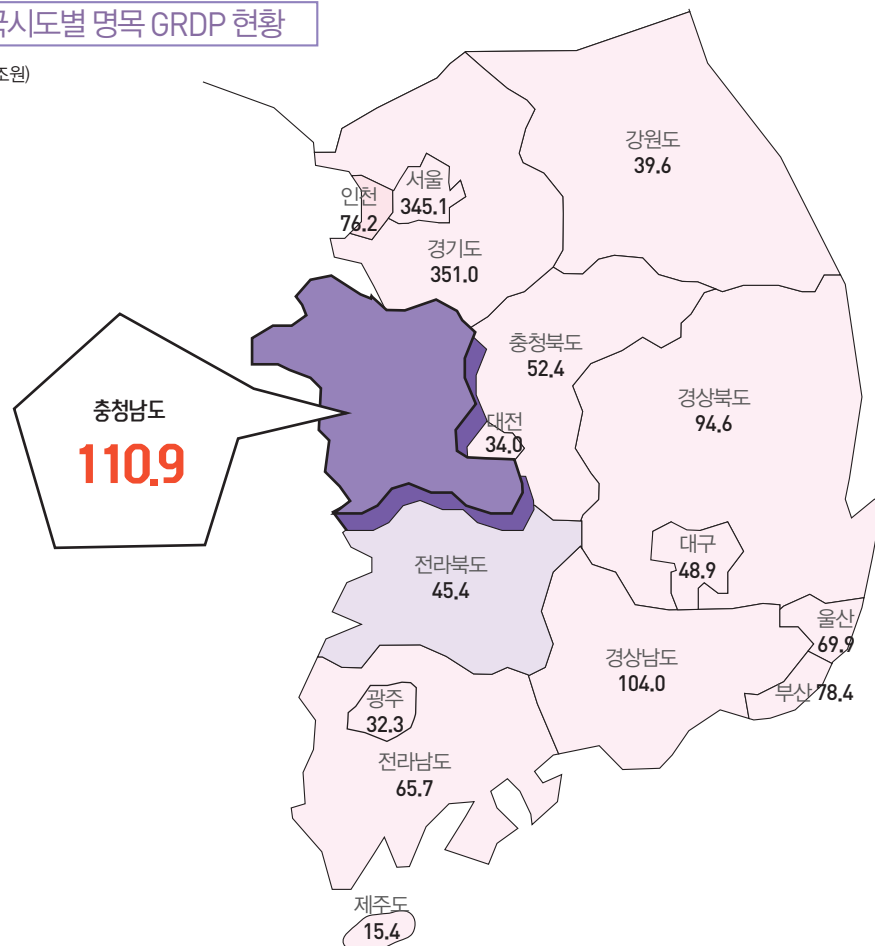 시도별 명목 GRDP 현황
조원)
강원도
39.6
서울
345.1
인천
76.2
경기도
351.0
충청북도
52.4
충청남도
110.9
경상북도
94.6
대전
34.0
대구
48.9
전라북도
45.4
울산
69.9
경상남도
104.0
부산 78.4
광주
32.3
전라남도
65.7
제주도
15.4